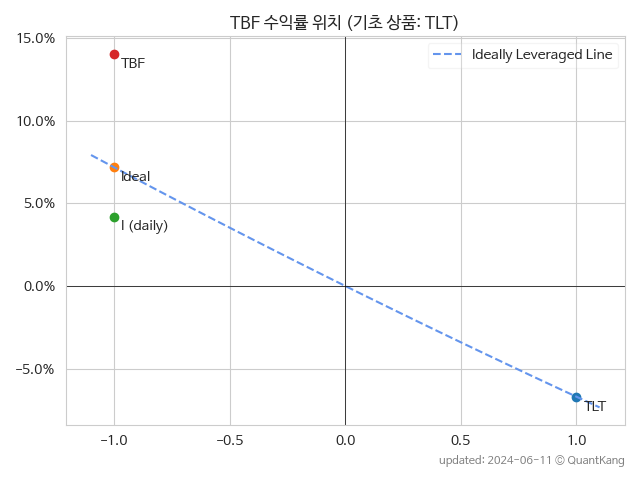 TBF 수익률 위치 (기초 상품: TLT)
15.0%
10.0%
5.0%
0.0%
−5.0%
−1.0
−0.5
0.0
0.5
1.0
Ideally Leveraged Line
TBF
Ideal
I (daily)
TLT
updated: 2024-06-11 © QuantKang